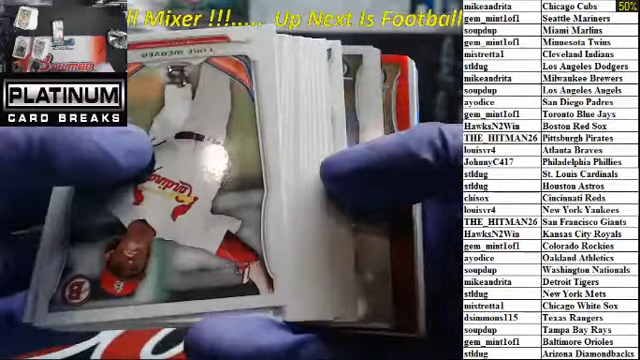 ll Mixer !!!..... Up Next Is Football
Bowman
PLATINUM
CARD BREAKS
LUKE WEAVER
Cardinals
B
50%
mikeandrita Chicago Cubs
gem_mint1of1 Seattle Mariners
soupdup Miami Marlins
gem_mint1of1 Minnesota Twins
mistretta1 Cleveland Indians
stldug Los Angeles Dodgers
mikeandrita Milwaukee Brewers
soupdup Los Angeles Angels
ayodice San Diego Padres
gem_mint1of1 Toronto Blue Jays
HawksN2Win Boston Red Sox
THE_HITMAN26 Pittsburgh Pirates
louisvr4 Atlanta Braves
JohnnyC417 Philadelphia Phillies
stldug St. Louis Cardinals
stldug Houston Astros
chisox Cincinnati Reds
louisvr4 New York Yankees
THE_HITMAN26 San Francisco Giants
HawksN2Win Kansas City Royals
gem_mint1of1 Colorado Rockies
ayodice Oakland Athletics
soupdup Washington Nationals
mikeandrita Detroit Tigers
stldug New York Mets
mistretta1 Chicago White Sox
dsimmons115 Texas Rangers
soupdup Tampa Bay Rays
gem_mint1of1 Baltimore Orioles
stldug Arizona Diamondbacks